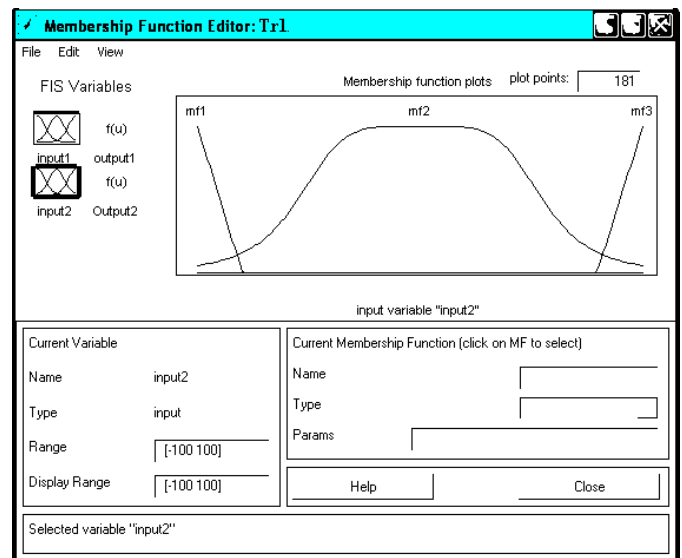 Membership Function Editor: Tr1
File Edit View
FIS Variables
Membership function plots plot points: 181
mf1 mf2 mf3
f(u)
input1 output1
f(u)
input2 Output2
input variable "input2"
Current Variable
Name input2
Type input
Range [-100 100]
Display Range [-100 100]
Current Membership Function (click on MF to select)
Name
Type
Params
Help Close
Selected variable "input2"